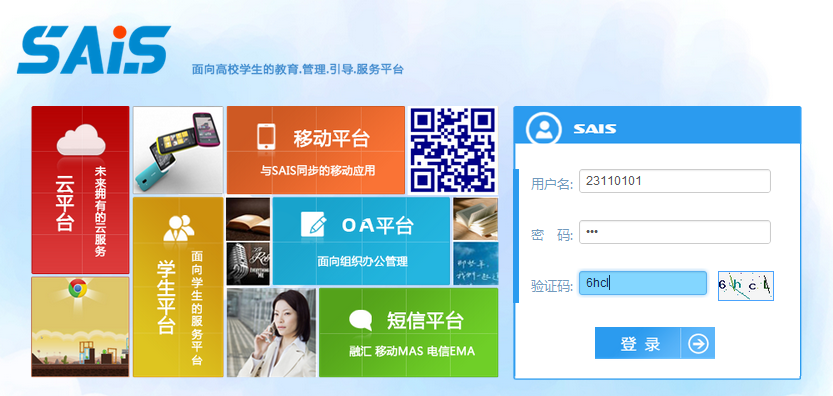 SAiS
面向高校学生的教育.管理.引导.服务平台
云平台
未来拥有的云服务
移动平台
与SAIS同步的移动应用
学生平台
面向学生的服务平台
OA平台
面向组织办公管理
短信平台
融汇 移动MAS 电信EMA
SAIS
用户名: 23110101
密 码: •••
验证码: 6hcl
6hcl
登 录